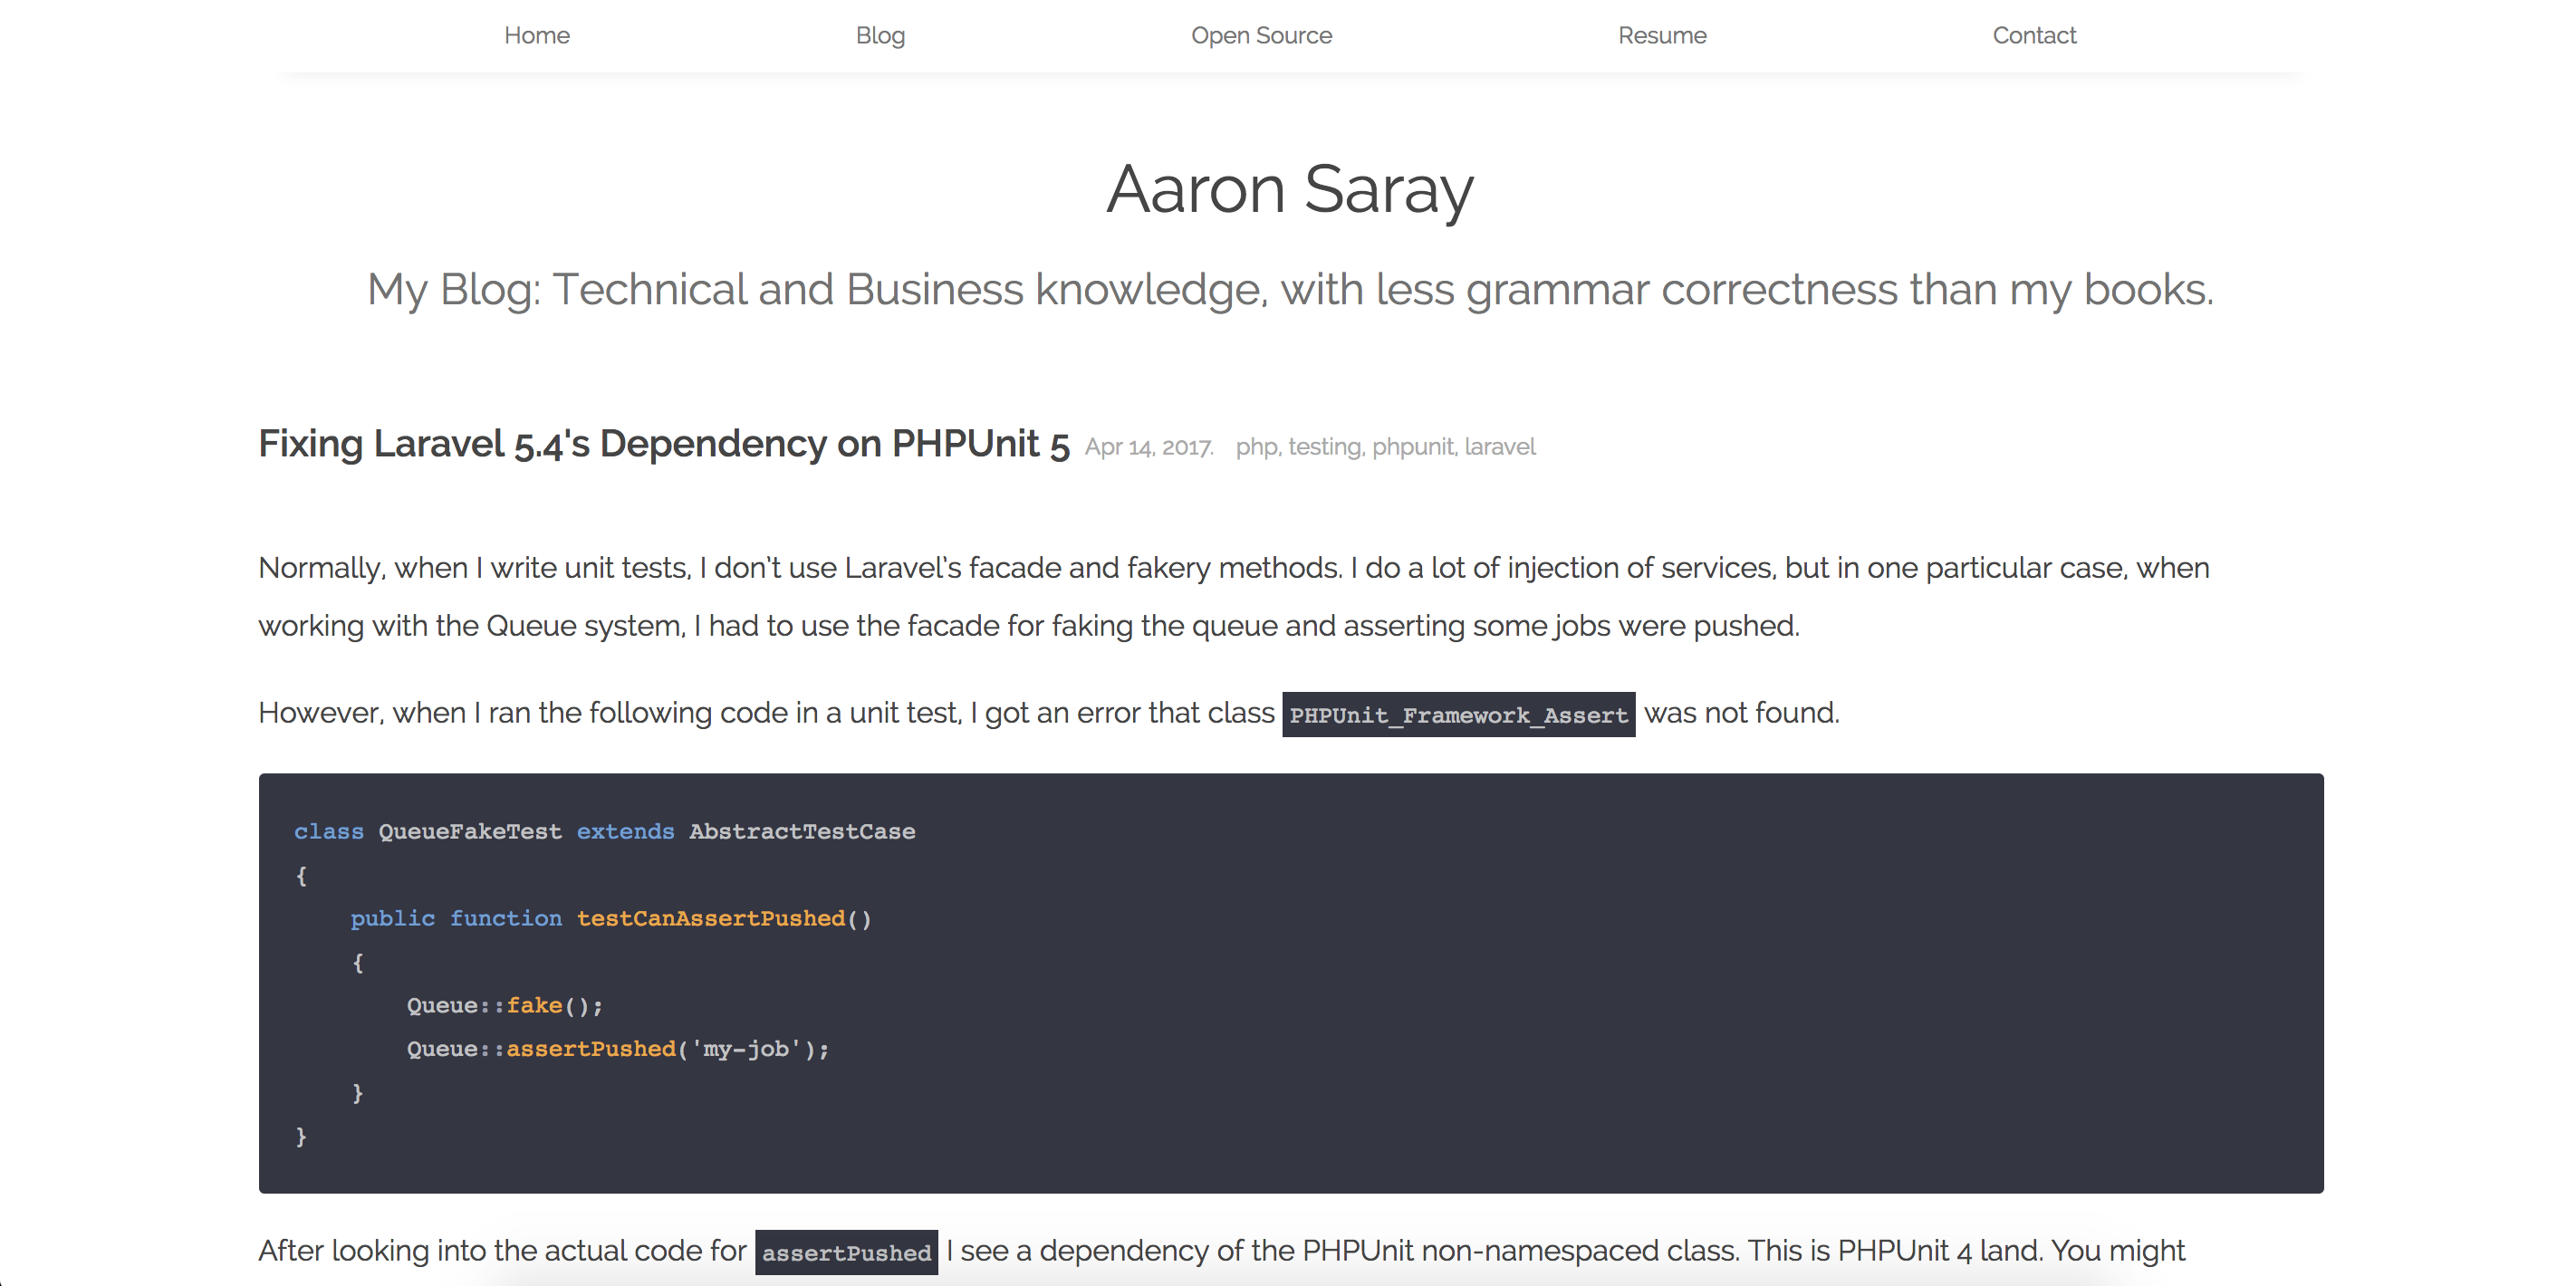 Home Blog Open Source Resume Contact
Aaron Saray
My Blog: Technical and Business knowledge, with less grammar correctness than my books.
Fixing Laravel 5.4's Dependency on PHPUnit 5 Apr 14, 2017. php, testing, phpunit, laravel
Normally, when I write unit tests, I don’t use Laravel’s facade and fakery methods. I do a lot of injection of services, but in one particular case, when
working with the Queue system, I had to use the facade for faking the queue and asserting some jobs were pushed.
However, when I ran the following code in a unit test, I got an error that class PHPUnit_Framework_Assert was not found.
class QueueFakeTest extends AbstractTestCase
{
    public function testCanAssertPushed()
    {
        Queue::fake();
        Queue::assertPushed('my-job');
    }
}
After looking into the actual code for assertPushed I see a dependency of the PHPUnit non-namespaced class. This is PHPUnit 4 land. You might